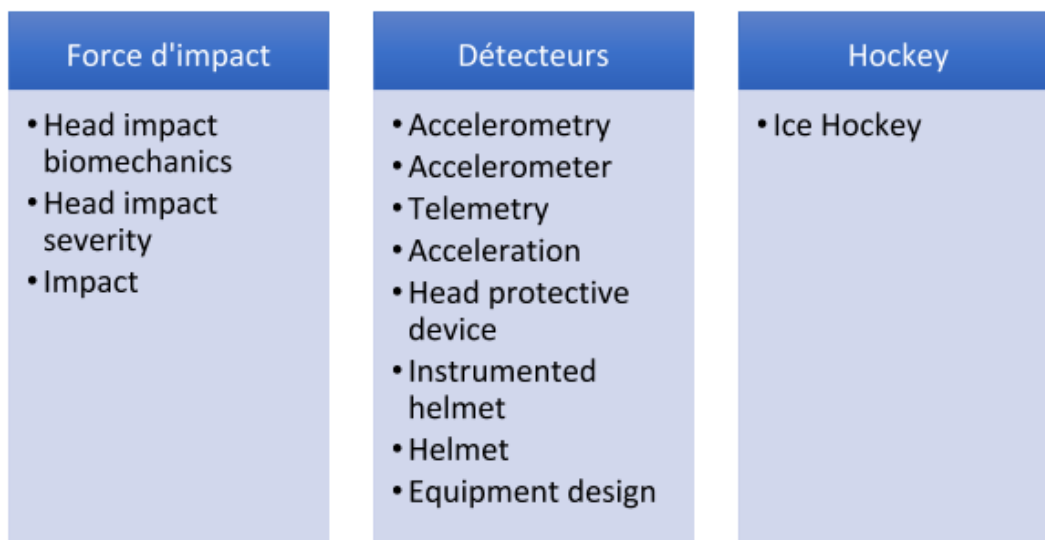 Force d'impact
• Head impact
biomechanics
• Head impact
severity
• Impact
Détecteurs
• Accelerometry
• Accelerometer
• Telemetry
• Acceleration
• Head protective
device
• Instrumented
helmet
• Helmet
• Equipment design
Hockey
• Ice Hockey